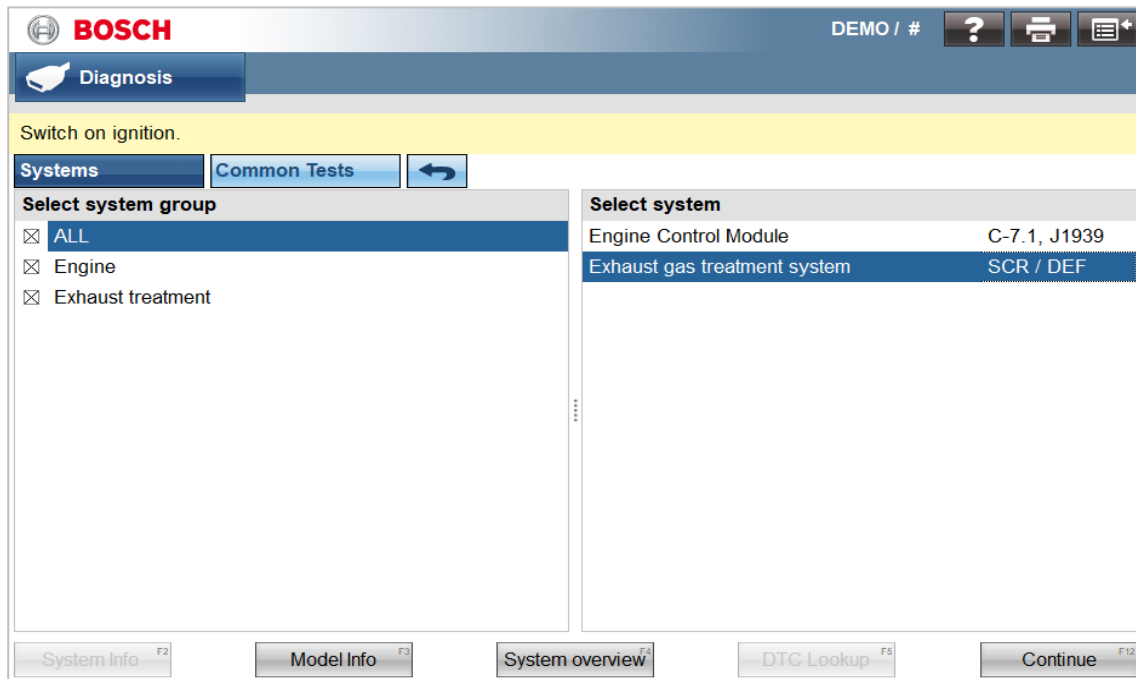 BOSCH
DEMO / #
?
Diagnosis
Switch on ignition.
Systems
Common Tests
Select system group
Select system
ALL
Engine Control Module
C-7.1, J1939
Engine
Exhaust gas treatment system
SCR / DEF
Exhaust treatment
System Info F2
Model Info F3
System overview F4
DTC Lookup F5
Continue F12